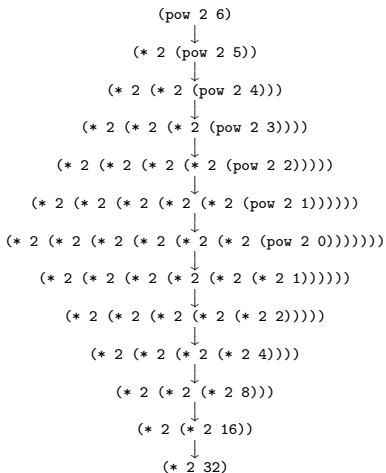 (pow 2 6)
(* 2 (pow 2 5))
(* 2 (* 2 (pow 2 4)))
(* 2 (* 2 (* 2 (pow 2 3))))
(* 2 (* 2 (* 2 (* 2 (pow 2 2)))))
(* 2 (* 2 (* 2 (* 2 (* 2 (pow 2 1))))))
(* 2 (* 2 (* 2 (* 2 (* 2 (* 2 (pow 2 0)))))))
(* 2 (* 2 (* 2 (* 2 (* 2 (* 2 1))))))
(* 2 (* 2 (* 2 (* 2 (* 2 2)))))
(* 2 (* 2 (* 2 (* 2 4))))
(* 2 (* 2 (* 2 8)))
(* 2 (* 2 16))
(* 2 32)